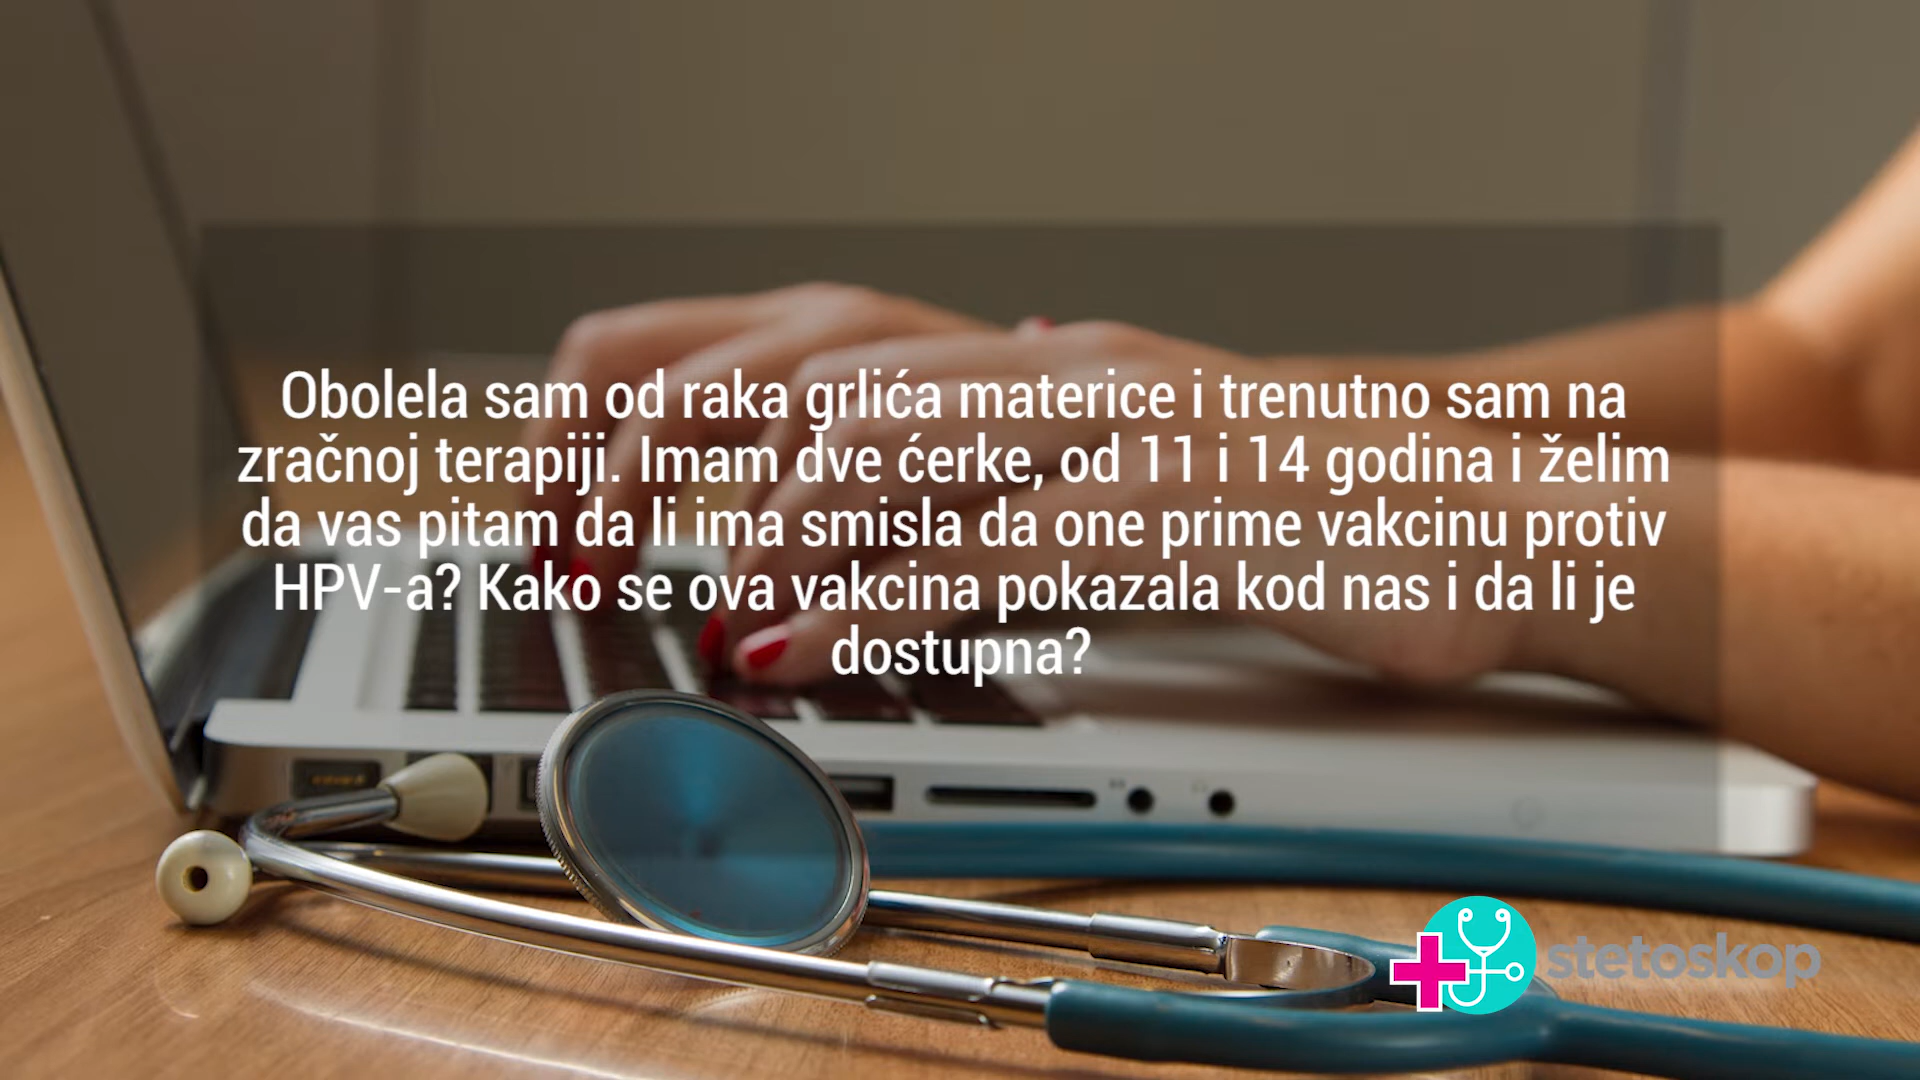 Obolela sam od raka grlića materice i trenutno sam na
zračnoj terapiji. Imam dve ćerke, od 11 i 14 godina i želim
da vas pitam da li ima smisla da one prime vakcinu protiv
HPV-a? Kako se ova vakcina pokazala kod nas i da li je
dostupna?
stetoskop